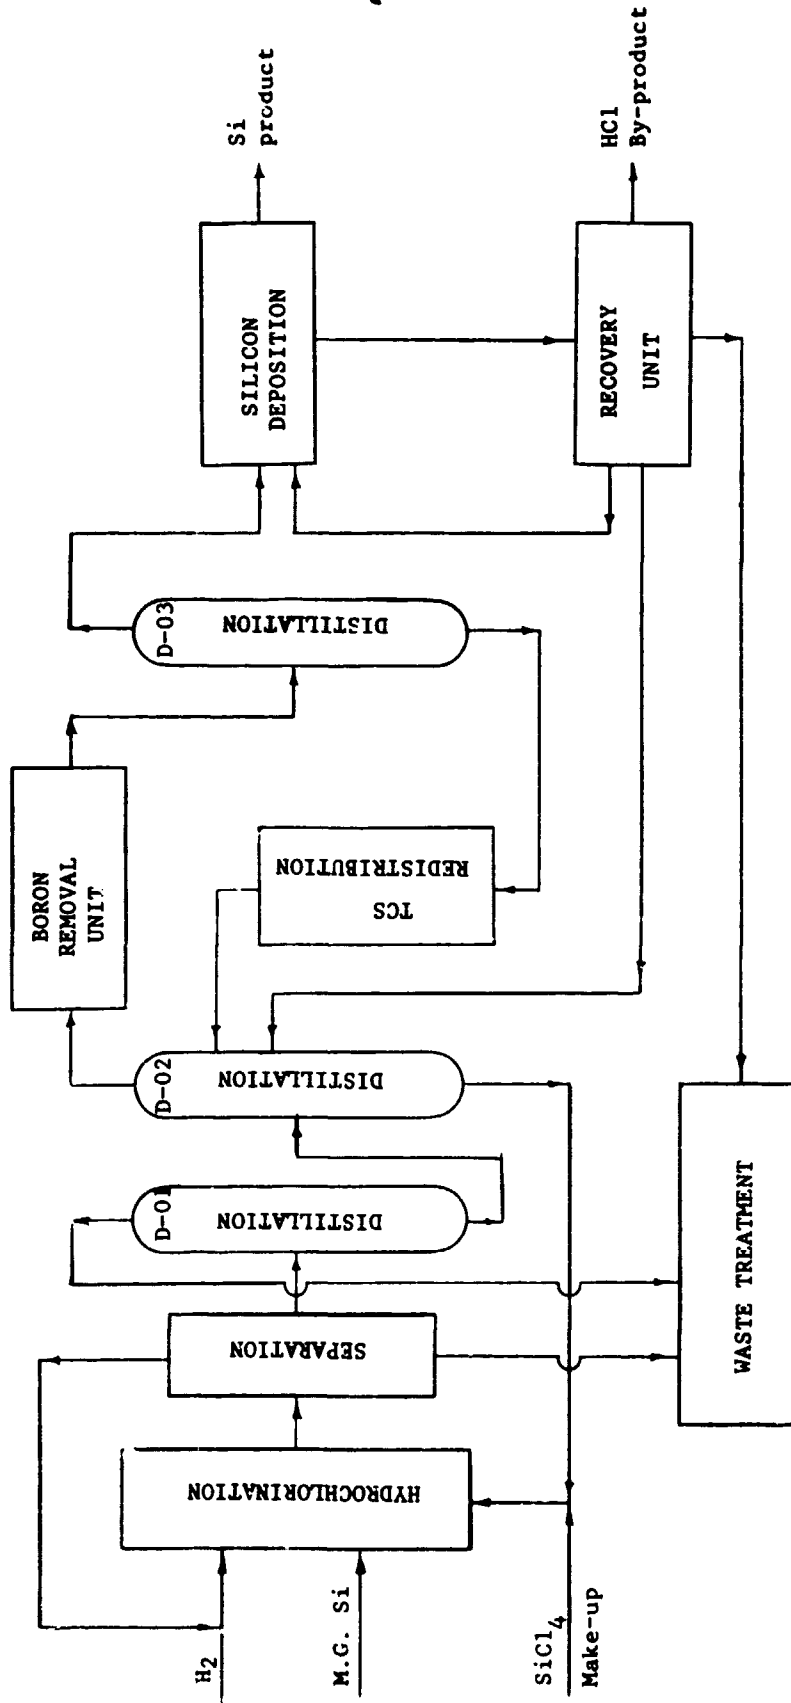 H2
M.G. Si
SiCl4
Make-up
HYDROCHLORINATION
SEPARATION
D-01
DISTILLATION
D-02
DISTILLATION
BORON
REMOVAL
UNIT
TCS
REDISTRIBUTION
D-03
DISTILLATION
SILICON
DEPOSITION
Si
product
RECOVERY
UNIT
HCl
By-product
WASTE TREATMENT